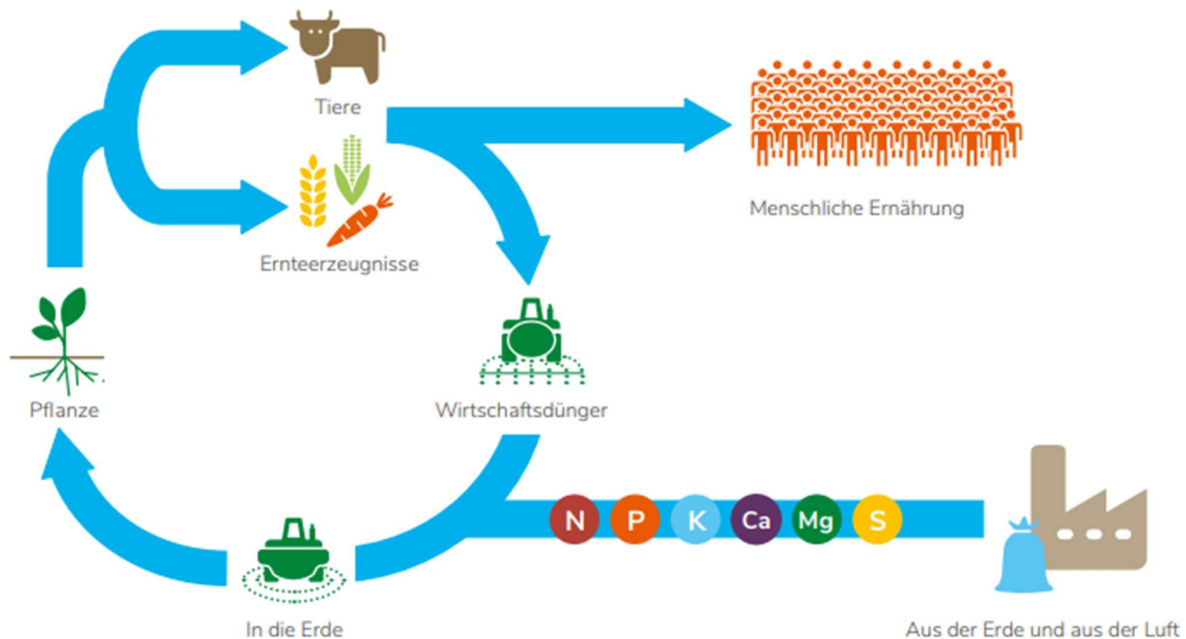 Tiere
Menschliche Ernährung
Ernteerzeugnisse
Pflanze
Wirtschaftsdünger
N P K Ca Mg S
In die Erde
Aus der Erde und aus der Luft